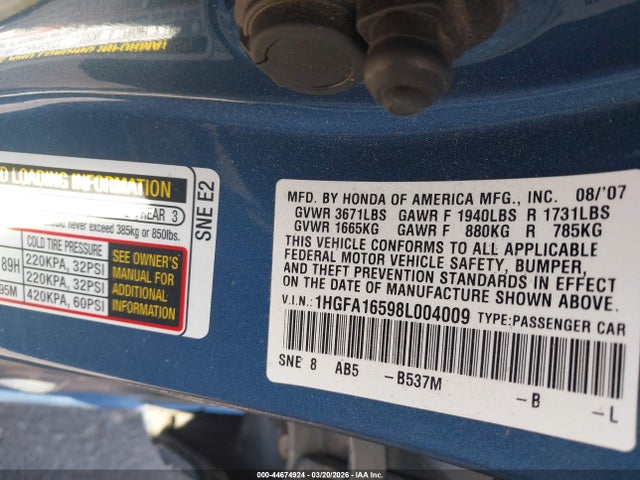 D LOADING INFORMATION
REAR 3
never exceed 385kg or 850lbs.
COLD TIRE PRESSURE
89H 220KPA, 32PSI
220KPA, 32PSI
95M 420KPA, 60PSI
SEE OWNER'S
MANUAL FOR
ADDITIONAL
INFORMATION
SNE E2
MFD. BY HONDA OF AMERICA MFG., INC. 08/'07
GVWR 3671LBS GAWR F 1940LBS R 1731LBS
GVWR 1665KG GAWR F 880KG R 785KG
THIS VEHICLE CONFORMS TO ALL APPLICABLE
FEDERAL MOTOR VEHICLE SAFETY, BUMPER,
AND THEFT PREVENTION STANDARDS IN EFFECT
ON THE DATE OF MANUFACTURE SHOWN ABOVE.
V.I.N.: 1HGFA16598L004009 TYPE: PASSENGER CAR
SNE 8 AB5 -B537M -B -L
000-44674924 | 03/20/2026 | IAAI.COM